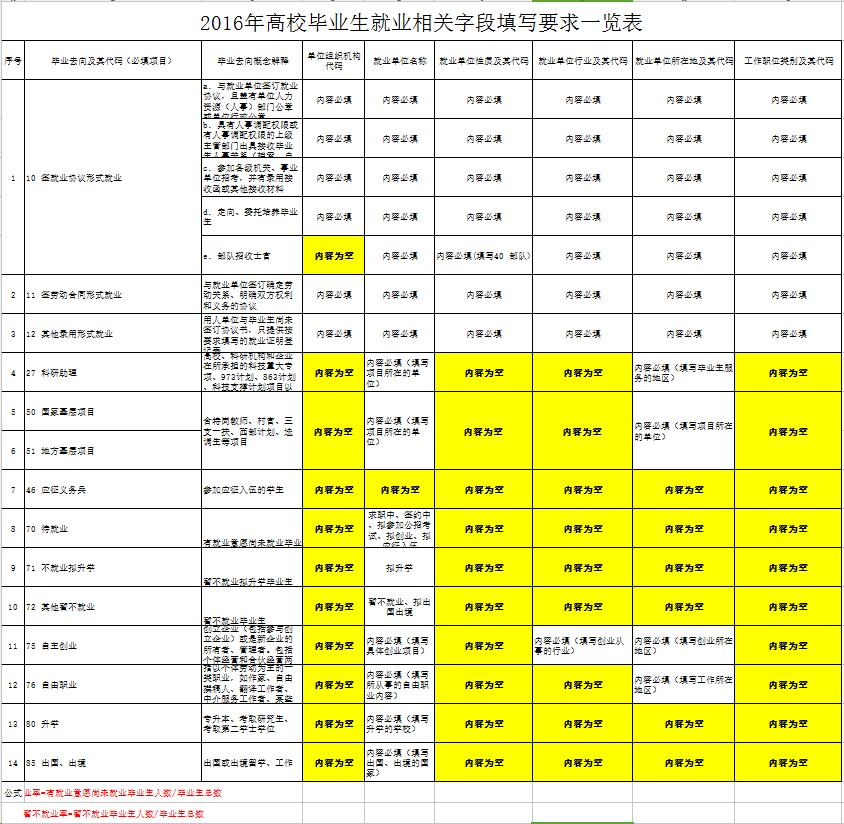 2016年高校毕业生就业相关字段填写要求一览表
序号 毕业去向及其代码（必填项目） 毕业去向概念解释 单位组织机构代码 就业单位名称 就业单位性质及其代码 就业单位行业及其代码 就业单位所在地及其代码 工作职位类别及其代码
1 10 签就业协议形式就业
a. 与就业单位签订就业
协议，且盖有单位人力
资源（人事）部门公章
或单位行政公章
内容必填 内容必填 内容必填 内容必填 内容必填 内容必填
b. 具有人事调配权限或
有人事调配权限的上级
主管部门出具接收毕业
内容必填 内容必填 内容必填 内容必填 内容必填 内容必填
c. 参加各级机关、事业
单位招考，并有录用接
收函或其他接收材料
内容必填 内容必填 内容必填 内容必填 内容必填 内容必填
d. 定向、委托培养毕业
生
内容必填 内容必填 内容必填 内容必填 内容必填 内容必填
e. 部队招收士官 内容为空 内容必填 内容必填(填写40 部队) 内容必填 内容必填 内容必填
2 11 签劳动合同形式就业
与就业单位签订确定劳
动关系、明确双方权利
和义务的协议
内容必填 内容必填 内容必填 内容必填 内容必填 内容必填
3 12 其他录用形式就业
用人单位与毕业生尚未
签订协议书，只提供按
要求填写的就业证明登
记表
内容必填 内容必填 内容必填 内容必填 内容必填 内容必填
4 27 科研助理
高校、科研机构和企业
在所承担的科技重大专
项、973计划、863计划
、科技支撑计划项目以
内容为空
内容必填（填写
项目所在的单
位）
内容为空 内容为空
内容必填（填写毕业生服
务的地区）
内容为空
5 50 国家基层项目
6 51 地方基层项目
含特岗教师、村官、三
支一扶、西部计划、选
调生等项目
内容为空
内容必填（填写
项目所在的单
位）
内容为空 内容为空
内容必填（填写项目所在
的单位）
内容为空
7 46 应征义务兵 参加应征入伍的学生 内容为空 内容为空 内容为空 内容为空 内容为空 内容为空
8 70 待就业 有就业意愿尚未就业毕业 内容为空
求职中、签约中
、拟参加公招考
试、拟创业、拟
应征入伍
内容为空 内容为空 内容为空 内容为空
9 71 不就业拟升学 暂不就业拟升学毕业生 内容为空 拟升学 内容为空 内容为空 内容为空 内容为空
10 72 其他暂不就业 暂不就业毕业生 内容为空
暂不就业、拟出
国出境
内容为空 内容为空 内容为空 内容为空
11 75 自主创业
创立企业（包括参与创
立企业）或是新企业的
所有者、管理者。包括
个体经营和合伙经营两
内容为空
内容必填（填写
具体创业项目）
内容为空
内容必填（填写创业从
事的行业）
内容必填（填写创业所在
地区）
内容为空
12 76 自由职业
指以个体劳动为主的一
类职业，如作家、自由
撰稿人、翻译工作者、
中介服务工作者、某些
内容为空
内容必填（填写
所从事的自由职
业内容）
内容为空 内容为空
内容必填（填写工作所在
地区）
内容为空
13 80 升学
专升本、考取研究生、
考取第二学士学位
内容为空
内容必填（填写
升学的学校）
内容为空 内容为空 内容为空 内容为空
14 85 出国、出境 出国或出境留学、工作 内容为空
内容必填（填写
出国、出境的国
家）
内容为空 内容为空 内容为空 内容为空
公式 业率=有就业意愿尚未就业毕业生人数/毕业生总数
暂不就业率=暂不就业毕业生人数/毕业生总数